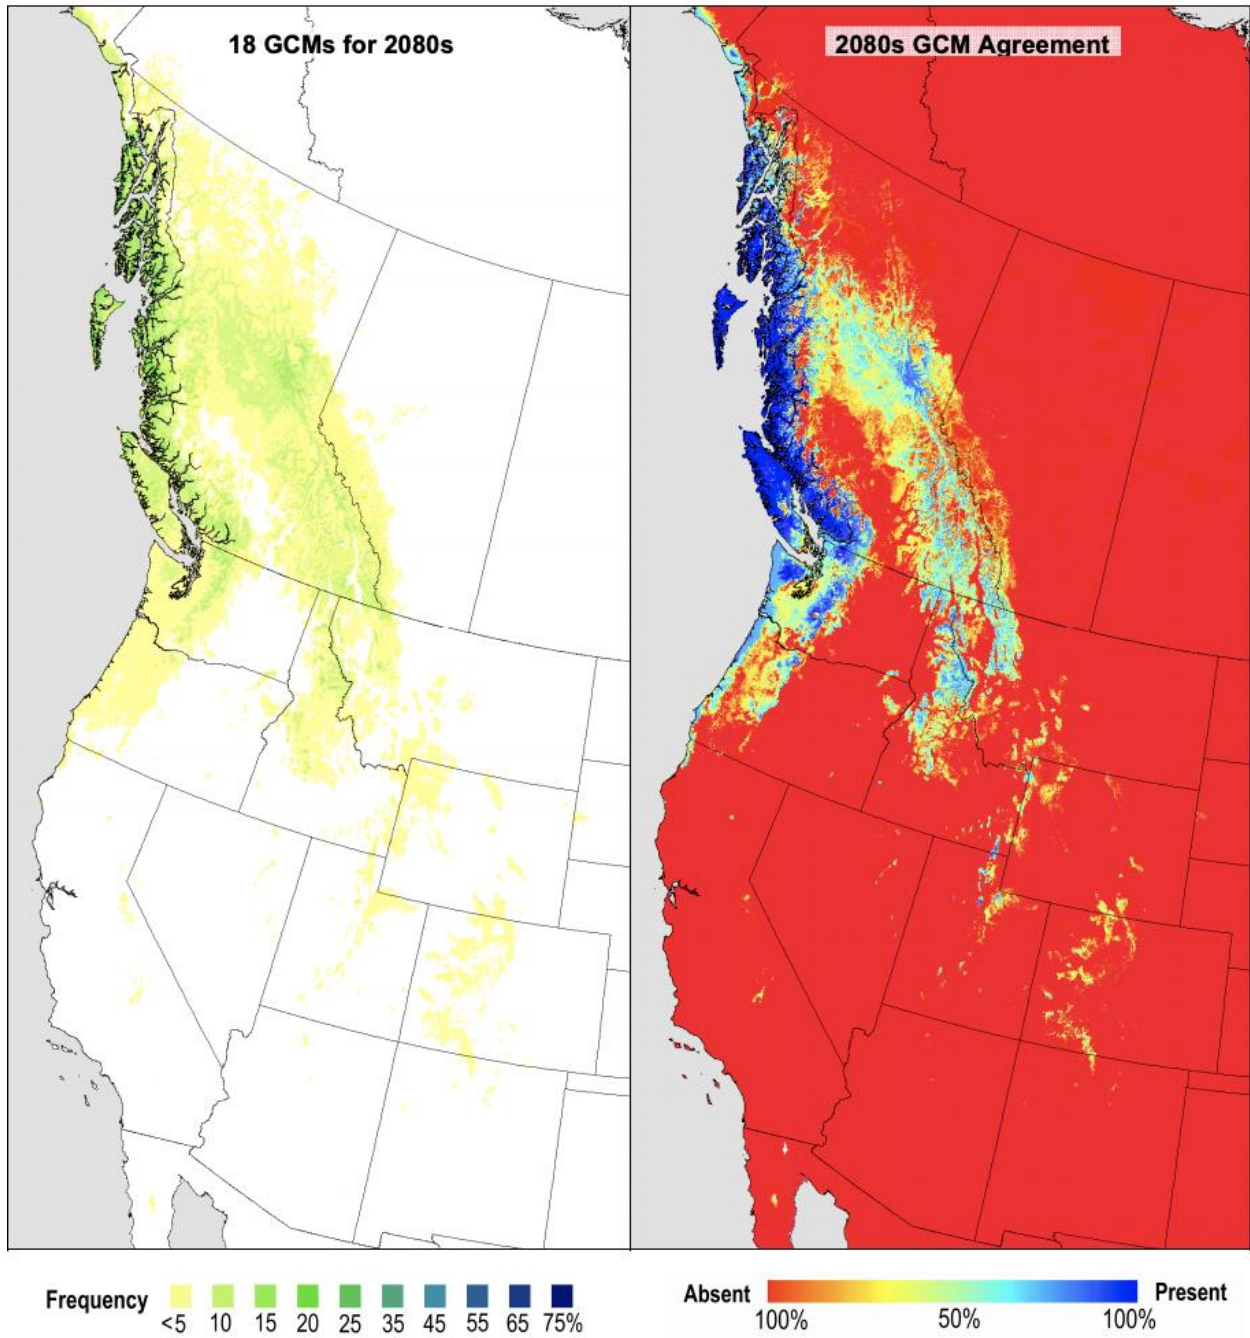 18 GCMs for 2080s
2080s GCM Agreement
Frequency
<5 10 15 20 25 35 45 55 65 75%
Absent Present
100% 50% 100%